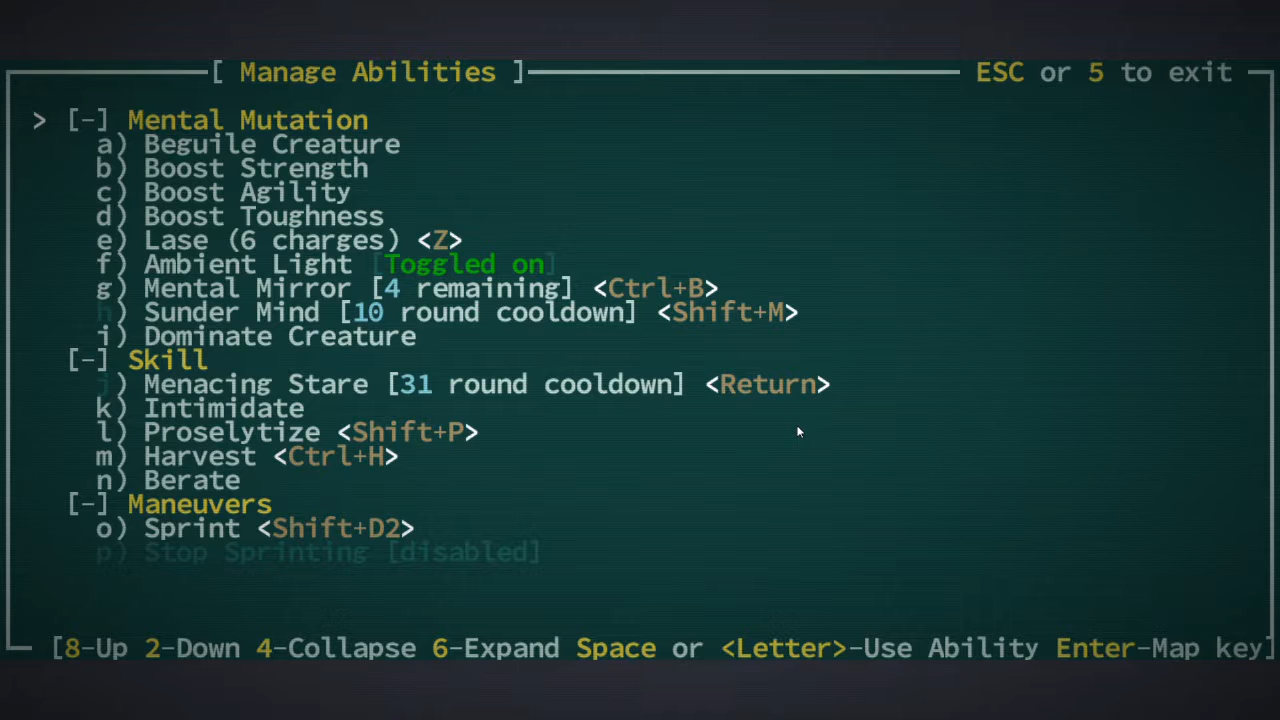 [ Manage Abilities ] ESC or 5 to exit
> [-] Mental Mutation
a) Beguile Creature
b) Boost Strength
c) Boost Agility
d) Boost Toughness
e) Lase (6 charges) <Z>
f) Ambient Light [Toggled on]
g) Mental Mirror [4 remaining] <Ctrl+B>
h) Sunder Mind [10 round cooldown] <Shift+M>
i) Dominate Creature
[-] Skill
j) Menacing Stare [31 round cooldown] <Return>
k) Intimidate
l) Proselytize <Shift+P>
m) Harvest <Ctrl+H>
n) Berate
[-] Maneuvers
o) Sprint <Shift+D2>
p) Stop Sprinting [disabled]
[8-Up 2-Down 4-Collapse 6-Expand Space or <Letter>-Use Ability Enter-Map key]